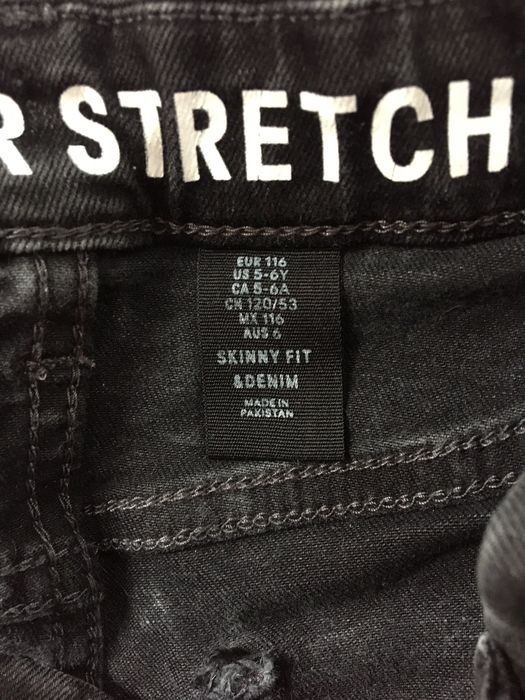 R STRETCH
EUR 116
US 5-6Y
CA 5-6A
CN 120/53
MX 116
AUS 6
SKINNY FIT
&DENIM
MADE IN
PAKISTAN